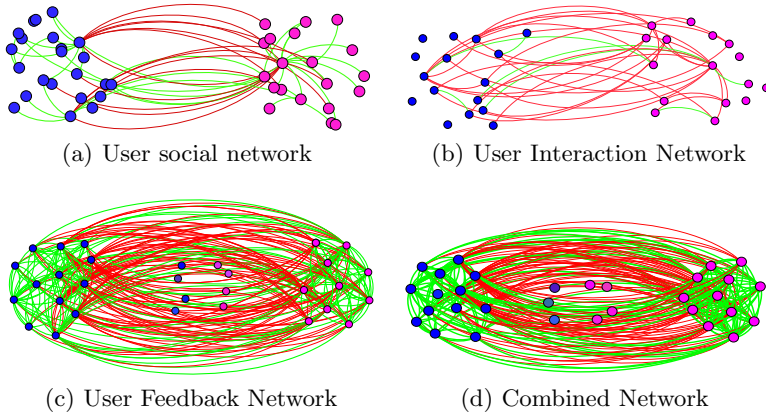 (a) User social network
(b) User Interaction Network
(c) User Feedback Network
(d) Combined Network